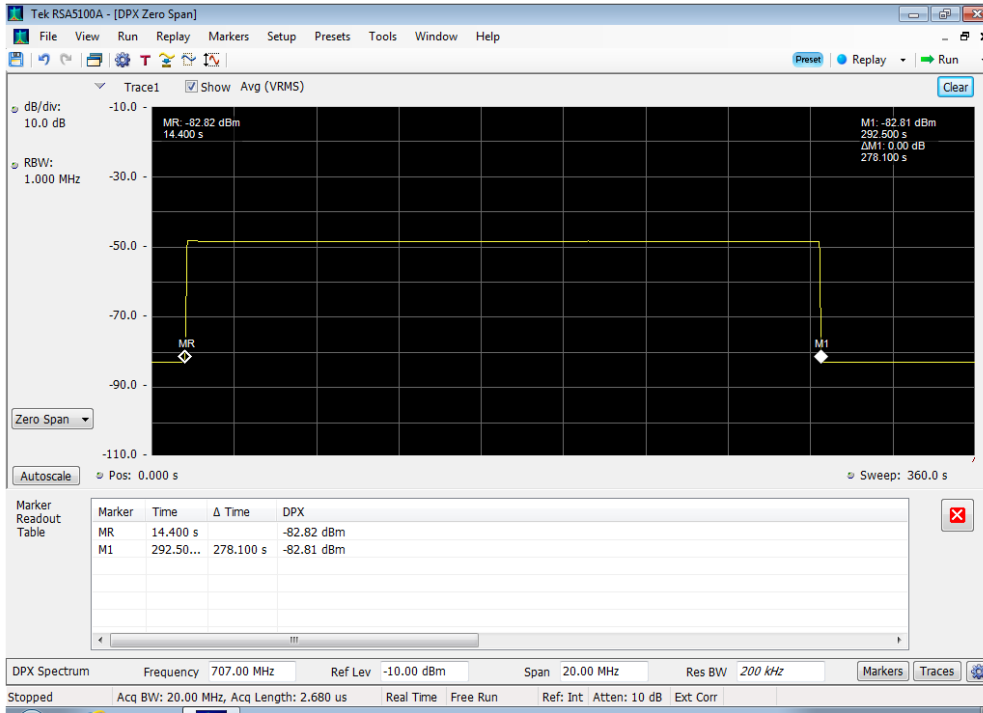 Tek RSA5100A - [DPX Zero Span]
File View Run Replay Markers Setup Presets Tools Window Help
T Preset Replay Run
Trace1 Show Avg (VRMS) Clear
dB/div:
10.0 dB
RBW:
1.000 MHz
-10.0 -
-30.0 -
-50.0 -
-70.0 -
-90.0 -
-110.0 -
MR: -82.82 dBm
14.400 s
M1: -82.81 dBm
292.500 s
ΔM1: 0.00 dB
278.100 s
MR
M1
Zero Span
Autoscale Pos: 0.000 s Sweep: 360.0 s
Marker
Readout
Table
Marker Time Δ Time DPX
MR 14.400 s -82.82 dBm
M1 292.50... 278.100 s -82.81 dBm
DPX Spectrum Frequency 707.00 MHz Ref Lev -10.00 dBm Span 20.00 MHz Res BW 200 kHz Markers Traces
Stopped Acq BW: 20.00 MHz, Acq Length: 2.680 us Real Time Free Run Ref: Int Atten: 10 dB Ext Corr